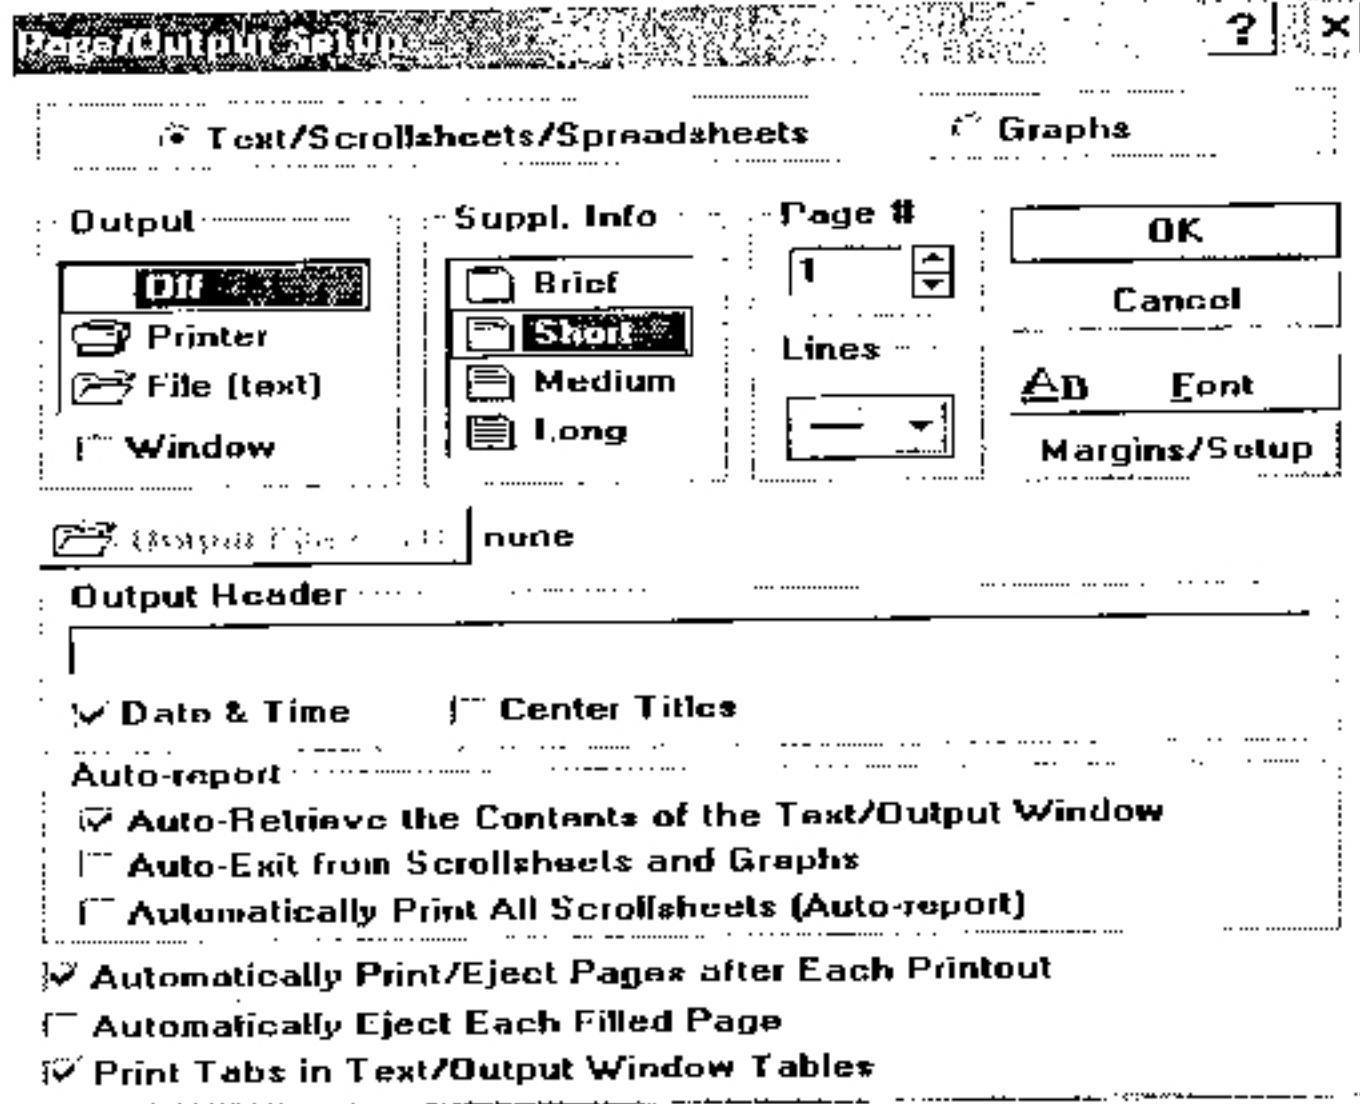 Page/Output Setup ? ×
Text/Scrollsheets/Spreadsheets Graphs
Output Suppl. Info Page # OK
Off Brief 1 Cancel
Printer Short Lines
File (text) Medium AB Font
Window Long Margins/Setup
Output none
Output Header
Date & Time Center Titles
Auto-report
Auto-Retrieve the Contents of the Text/Output Window
Auto-Exit from Scrollsheets and Graphs
Automatically Print All Scrollsheets (Auto-report)
Automatically Print/Eject Pages after Each Printout
Automatically Eject Each Filled Page
Print Tabs in Text/Output Window Tables